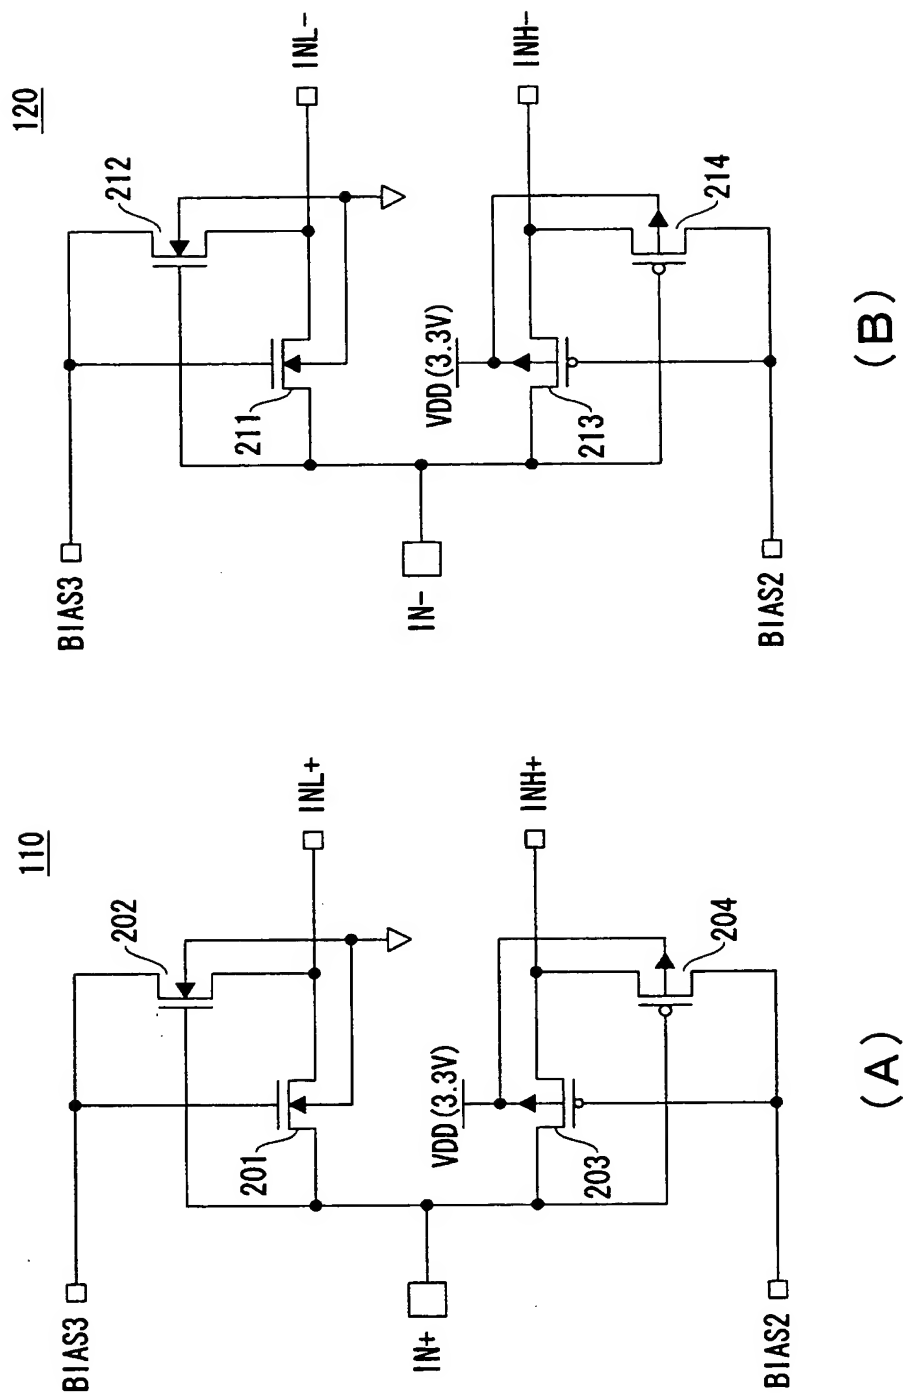 110
BIAS3
202
201
INL+
IN+
VDD(3.3V)
INH+
203
204
BIAS2
(A)
120
BIAS3
212
211
INL-
IN-
VDD(3.3V)
INH-
213
214
BIAS2
(B)